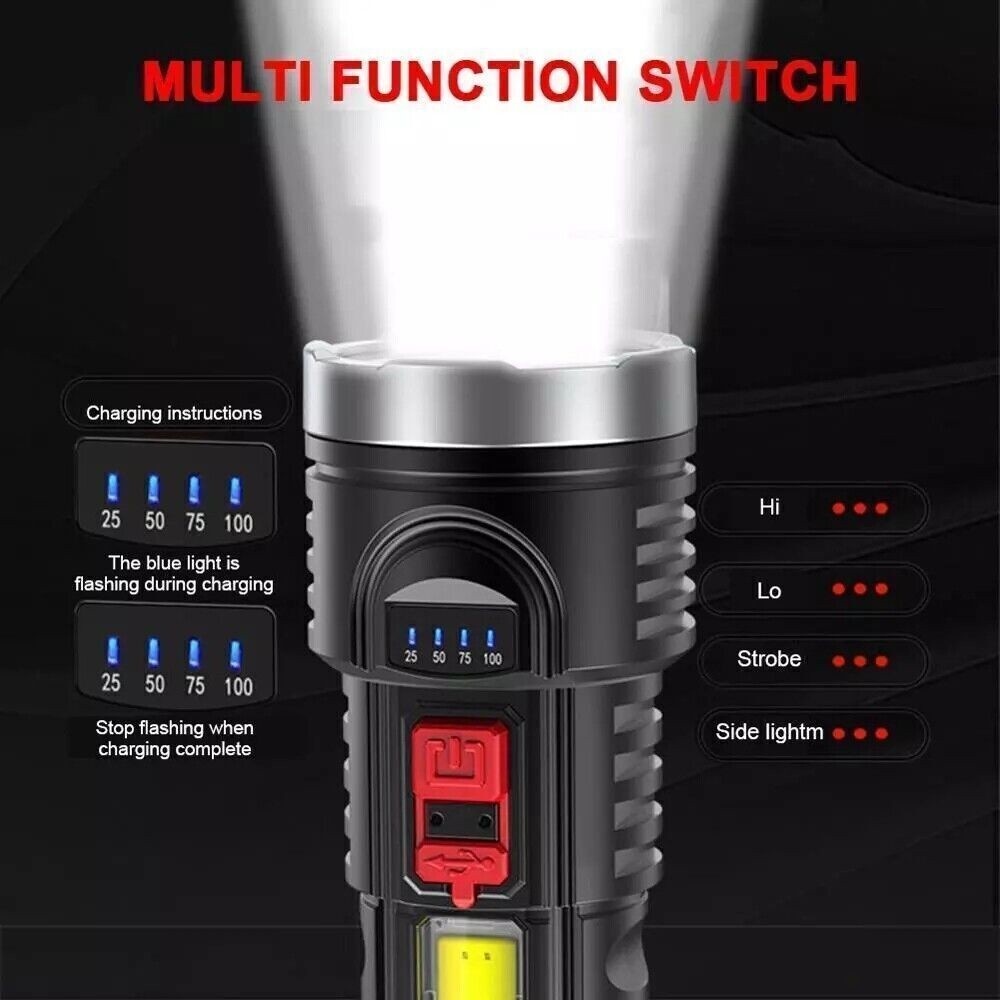 MULTI FUNCTION SWITCH
Charging instructions
25 50 75 100
The blue light is
flashing during charging
25 50 75 100
Stop flashing when
charging complete
25 50 75 100
Hi
Lo
Strobe
Side lightm